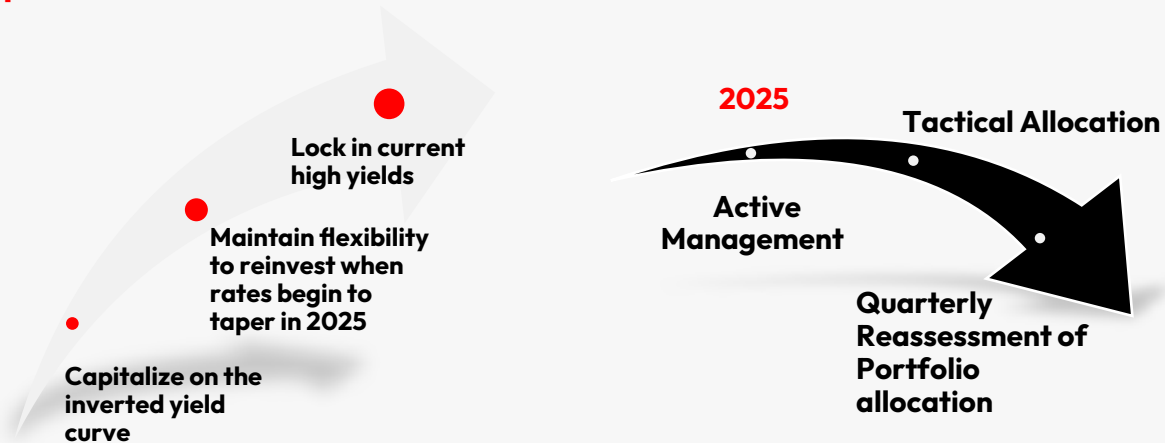 Lock in current
high yields
Maintain flexibility
to reinvest when
rates begin to
taper in 2025
Capitalize on the
inverted yield
curve
2025
Tactical Allocation
Active
Management
Quarterly
Reassessment of
Portfolio
allocation